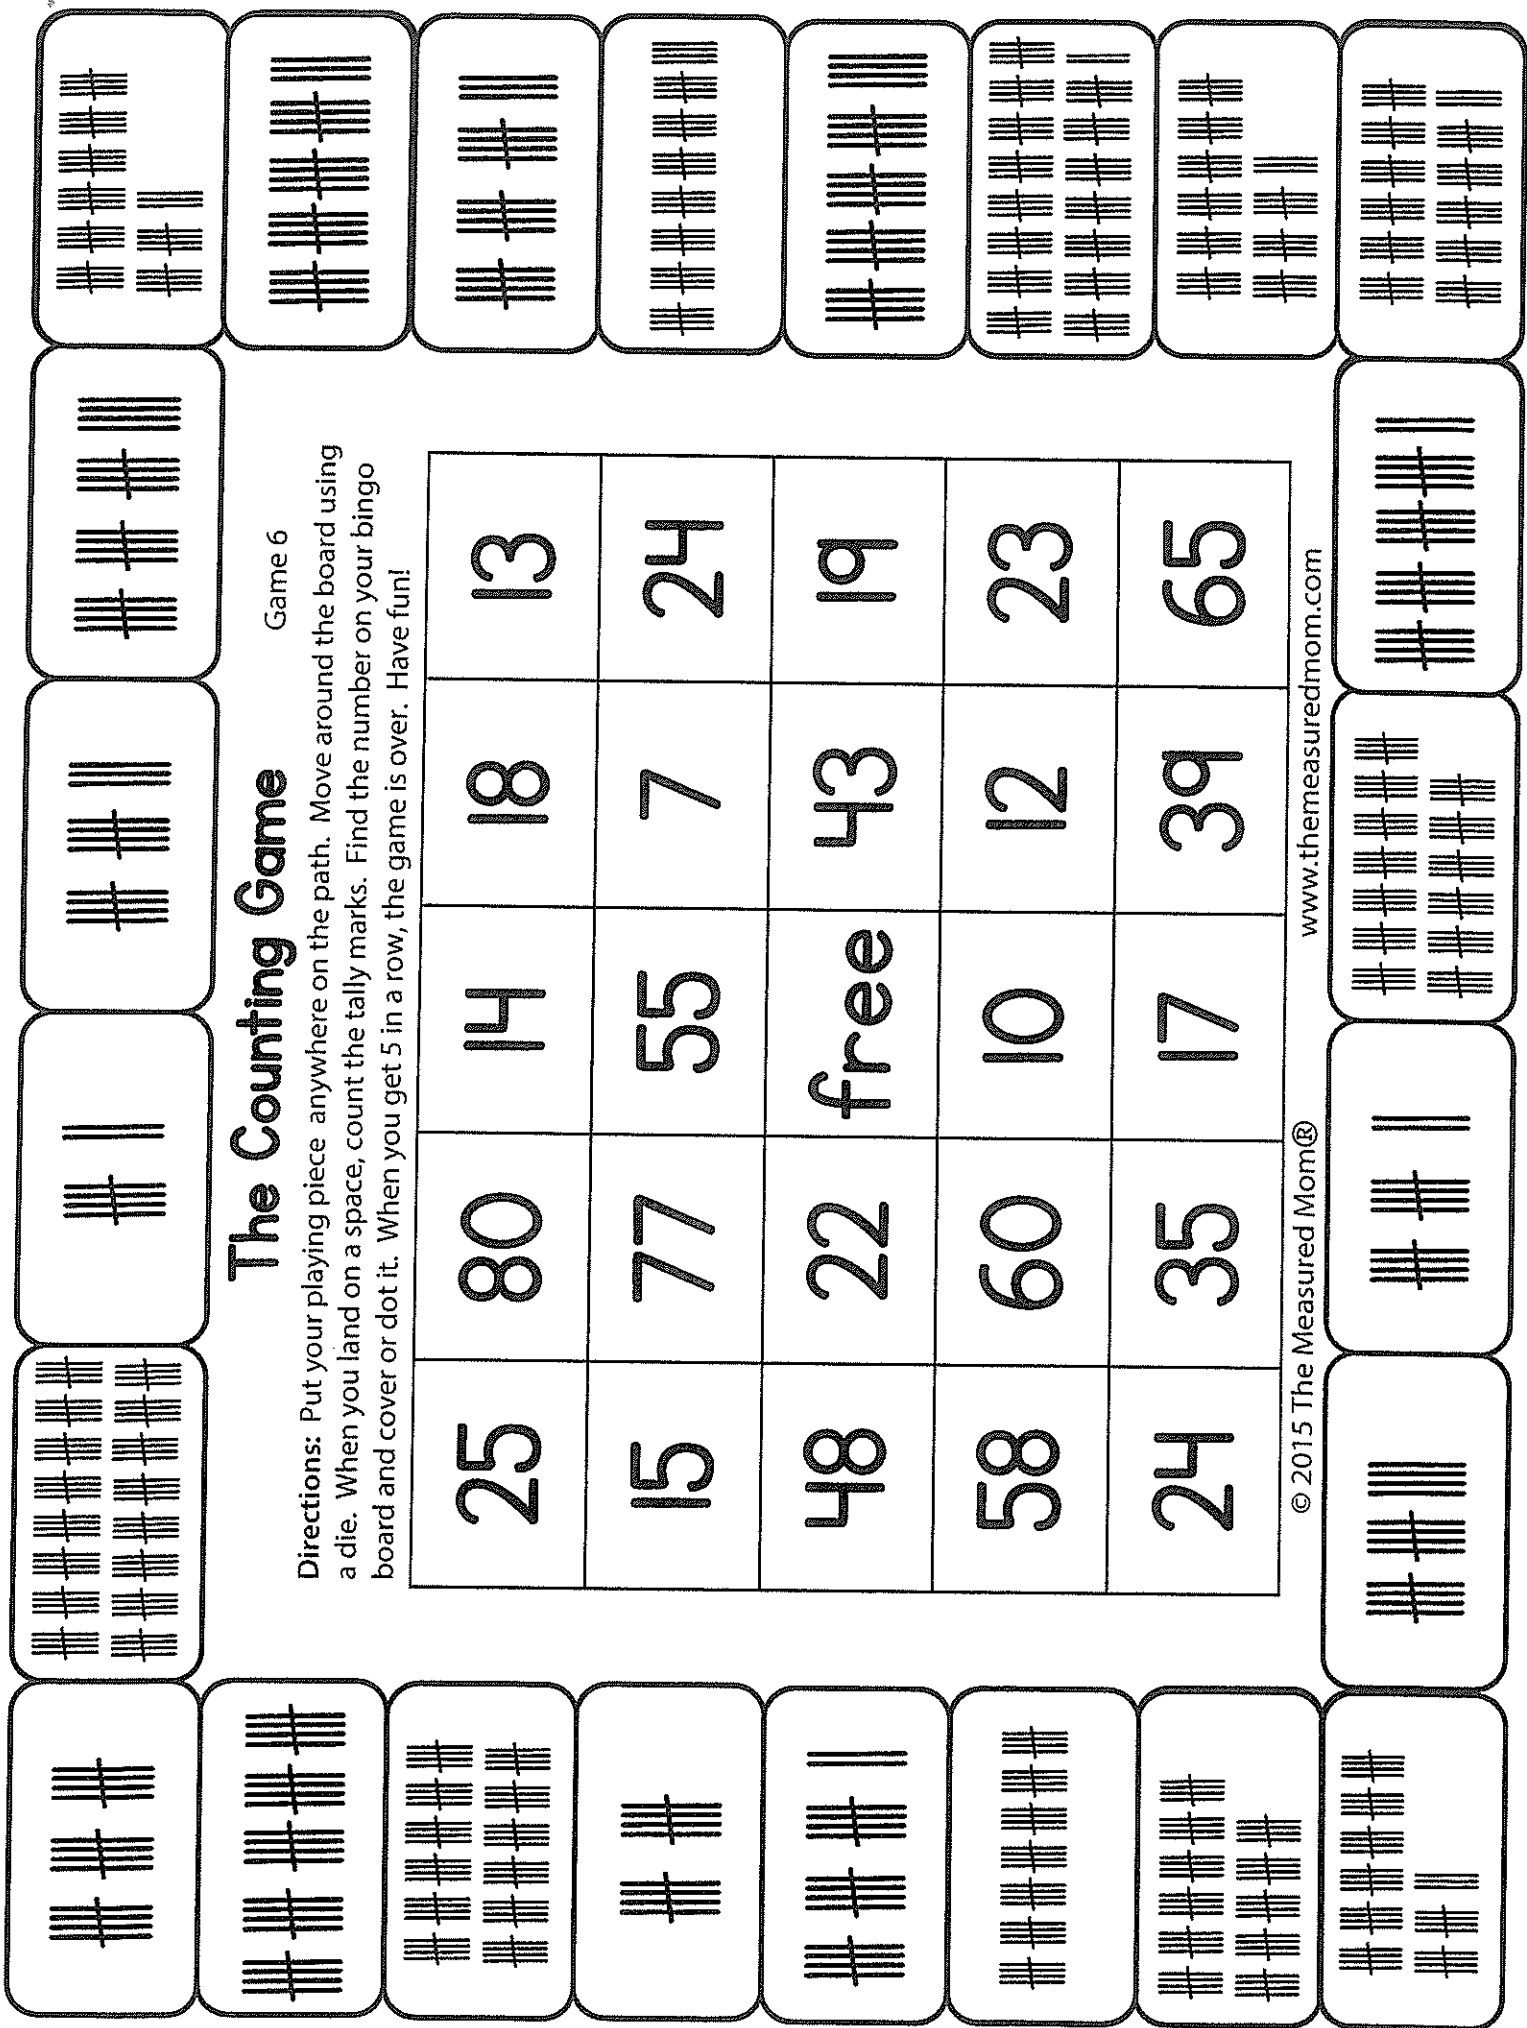 The Counting Game
Game 6
Directions: Put your playing piece anywhere on the path. Move around the board using
a die. When you land on a space, count the tally marks. Find the number on your bingo
board and cover or dot it. When you get 5 in a row, the game is over. Have fun!
25 80 14 18 13
15 77 55 7 24
48 22 free 43 19
58 60 10 12 23
24 35 17 39 65
© 2015 The Measured Mom® www.themeasuredmom.com